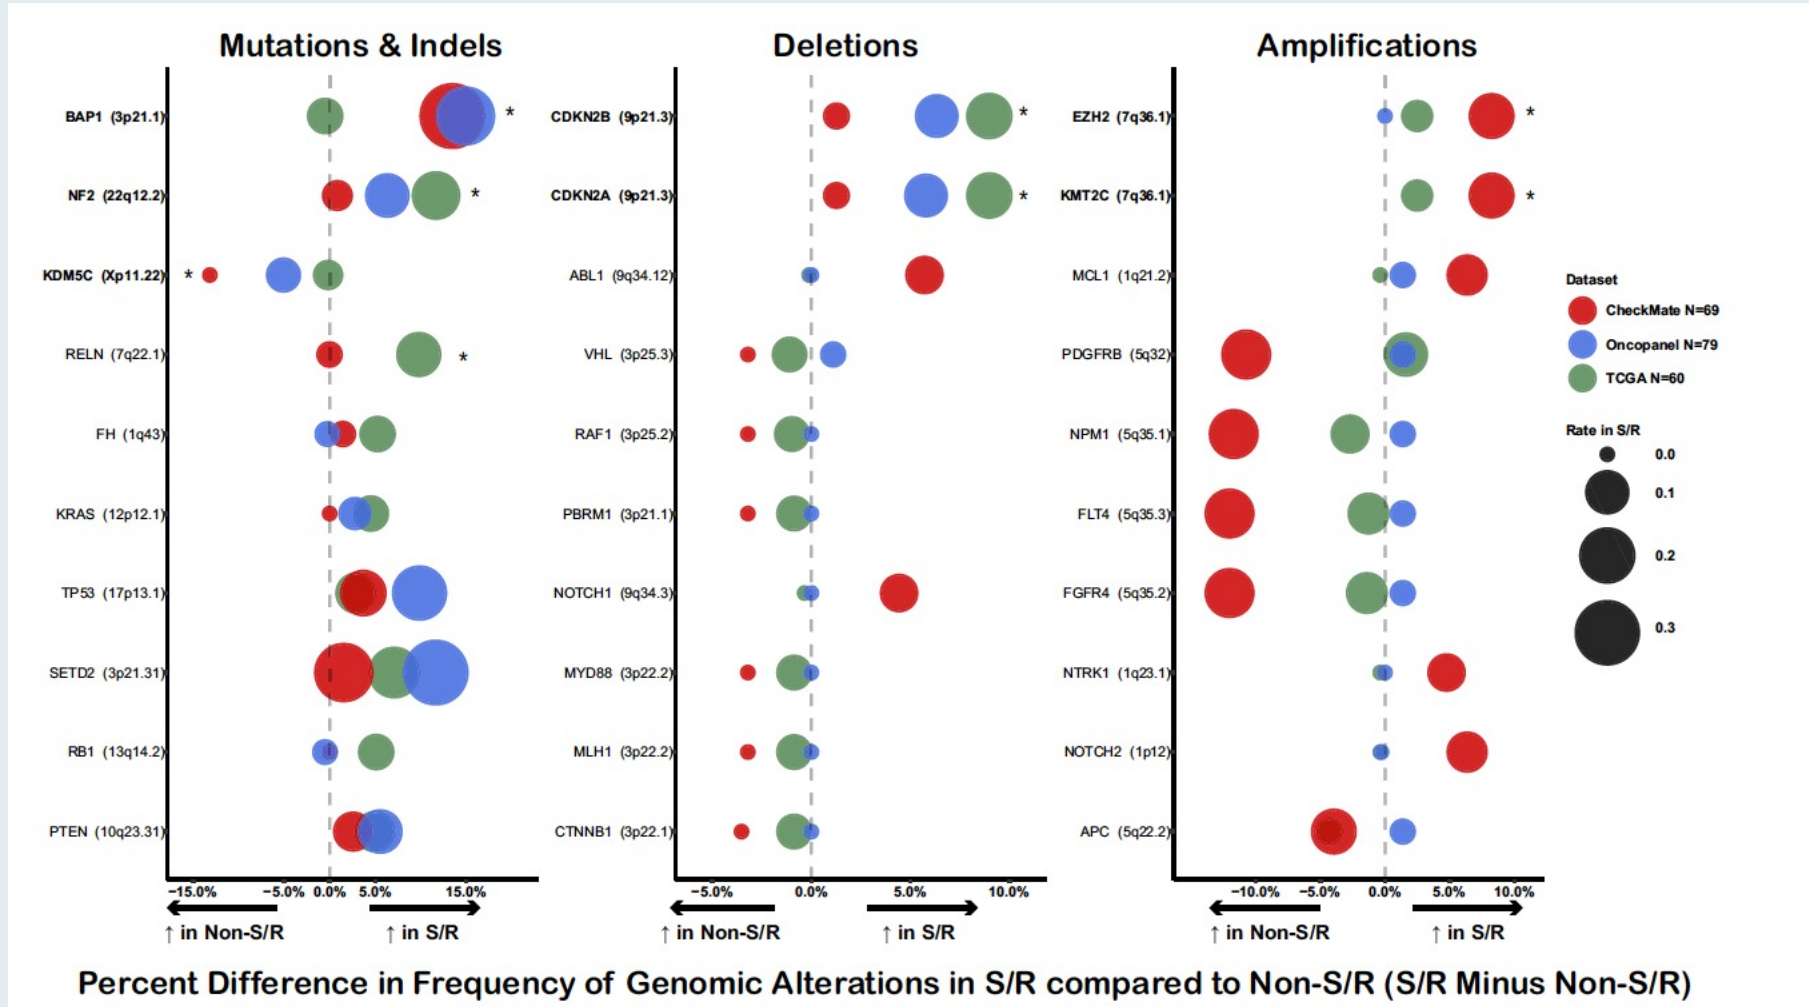 Mutations & Indels
BAP1 (3p21.1)
*
NF2 (22q12.2)
*
KDM5C (Xp11.22)
*
RELN (7q22.1)
*
FH (1q43)
KRAS (12p12.1)
TP53 (17p13.1)
SETD2 (3p21.31)
RB1 (13q14.2)
PTEN (10q23.31)
−15.0% −5.0% 0.0% 5.0% 15.0%
↑ in Non-S/R ↑ in S/R
Deletions
CDKN2B (9p21.3)
*
CDKN2A (9p21.3)
*
ABL1 (9q34.12)
VHL (3p25.3)
RAF1 (3p25.2)
PBRM1 (3p21.1)
NOTCH1 (9q34.3)
MYD88 (3p22.2)
MLH1 (3p22.2)
CTNNB1 (3p22.1)
−5.0% 0.0% 5.0% 10.0%
↑ in Non-S/R ↑ in S/R
Amplifications
EZH2 (7q36.1)
*
KMT2C (7q36.1)
*
MCL1 (1q21.2)
PDGFRB (5q32)
NPM1 (5q35.1)
FLT4 (5q35.3)
FGFR4 (5q35.2)
NTRK1 (1q23.1)
NOTCH2 (1p12)
APC (5q22.2)
−10.0% −5.0% 0.0% 5.0% 10.0%
↑ in Non-S/R ↑ in S/R
Dataset
CheckMate N=69
Oncopanel N=79
TCGA N=60
Rate in S/R
0.0
0.1
0.2
0.3
Percent Difference in Frequency of Genomic Alterations in S/R compared to Non-S/R (S/R Minus Non-S/R)